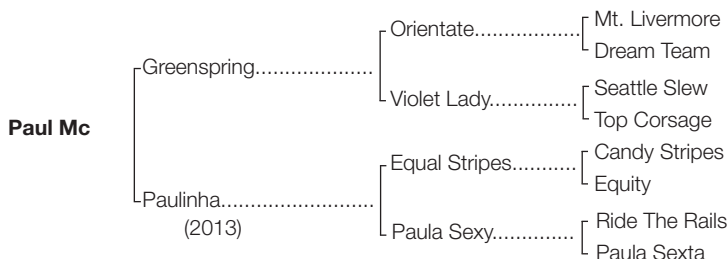 Orientate..................
Mt. Livermore
Dream Team
Greenspring....................
Violet Lady...............
Seattle Slew
Top Corsage
Paul Mc
Equal Stripes...........
Candy Stripes
Equity
Paulinha..........................
(2013)
Paula Sexy..............
Ride The Rails
Paula Sexta